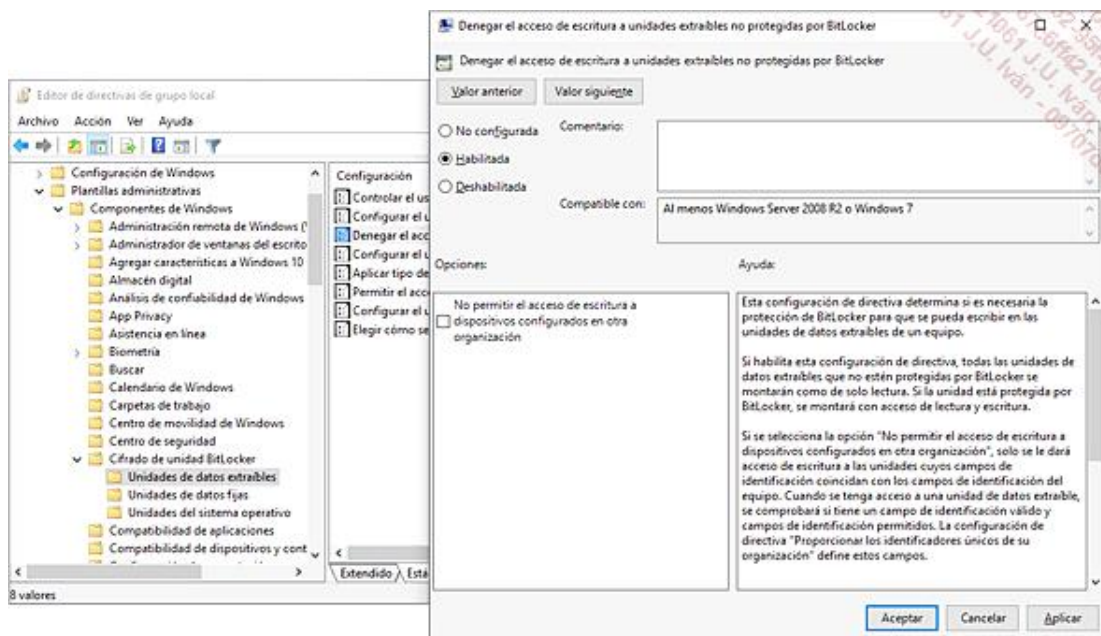 Editor de directivas de grupo local
Archivo Acción Ver Ayuda
Configuración de Windows
Plantillas administrativas
Componentes de Windows
Administración remota de Windows (
Administrador de ventanas del escrito
Agregar características a Windows 10
Almacén digital
Análisis de confiabilidad de Windows
App Privacy
Asistencia en línea
Biometría
Buscar
Calendario de Windows
Carpetas de trabajo
Centro de movilidad de Windows
Centro de seguridad
Cifrado de unidad BitLocker
Unidades de datos extraíbles
Unidades de datos fijas
Unidades del sistema operativo
Compatibilidad de aplicaciones
Compatibilidad de dispositivos y cont
8 valores
Configuración
Controlar el us
Configurar el u
Denegar el acc
Configurar el u
Aplicar tipo de
Permitir el acc
Configurar el u
Elegir cómo se
Extendido Está
Denegar el acceso de escritura a unidades extraíbles no protegidas por BitLocker
Denegar el acceso de escritura a unidades extraíbles no protegidas por BitLocker
Valor anterior Valor siguiente
No configurada
Habilitada
Deshabilitada
Comentario:
Compatible con:
Al menos Windows Server 2008 R2 o Windows 7
Opciones:
Ayuda:
No permitir el acceso de escritura a
dispositivos configurados en otra
organización
Esta configuración de directiva determina si es necesaria la
protección de BitLocker para que se pueda escribir en las
unidades de datos extraíbles de un equipo.
Si habilita esta configuración de directiva, todas las unidades de
datos extraíbles que no estén protegidas por BitLocker se
montarán como de solo lectura. Si la unidad está protegida por
BitLocker, se montará con acceso de lectura y escritura.
Si se selecciona la opción "No permitir el acceso de escritura a
dispositivos configurados en otra organización", solo se le dará
acceso de escritura a las unidades cuyos campos de
identificación coincidan con los campos de identificación del
equipo. Cuando se tenga acceso a una unidad de datos extraíble,
se comprobará si tiene un campo de identificación válido y
campos de identificación permitidos. La configuración de
directiva "Proporcionar los identificadores únicos de su
organización" define estos campos.
Aceptar Cancelar Aplicar
J.U. Iván